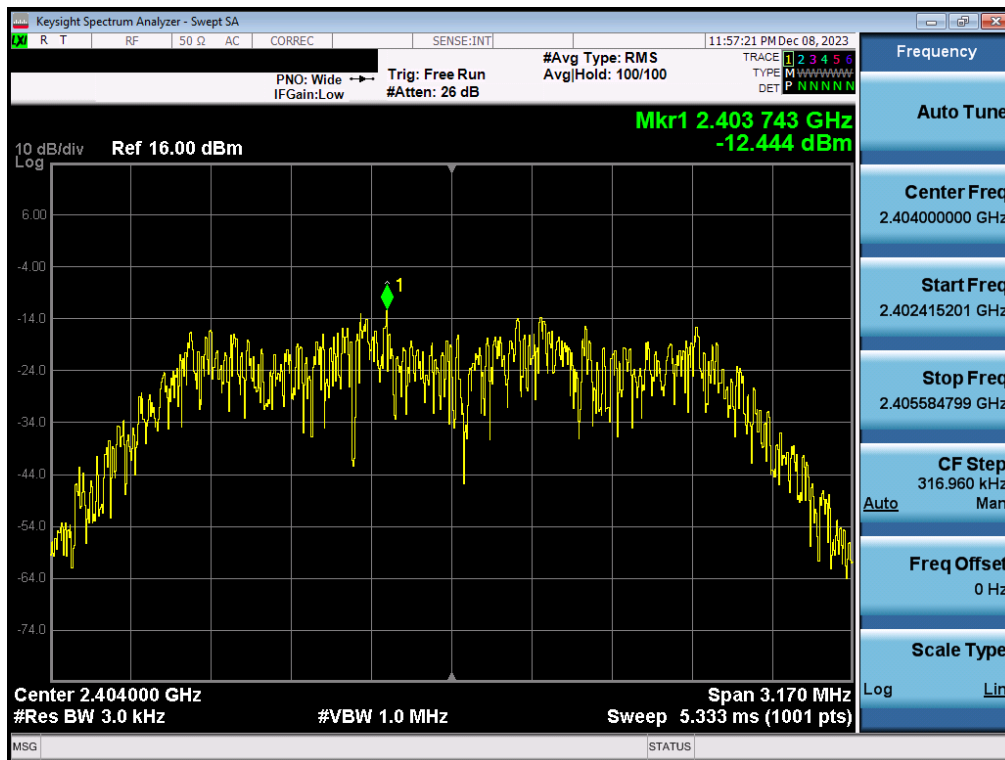 Keysight Spectrum Analyzer - Swept SA
LXI R T RF 50 Ω AC CORREC SENSE:INT 11:57:21 PM Dec 08, 2023
PNO: Wide
IFGain:Low
Trig: Free Run
#Atten: 26 dB
#Avg Type: RMS
Avg|Hold: 100/100
TRACE 1 2 3 4 5 6
TYPE M W W W W W
DET P N N N N N
Mkr1 2.403 743 GHz
-12.444 dBm
10 dB/div
Log
Ref 16.00 dBm
6.00
-4.00
1
-14.0
-24.0
-34.0
-44.0
-54.0
-64.0
-74.0
Center 2.404000 GHz
Span 3.170 MHz
#Res BW 3.0 kHz
#VBW 1.0 MHz
Sweep 5.333 ms (1001 pts)
MSG
STATUS
Frequency
Auto Tune
Center Freq
2.404000000 GHz
Start Freq
2.402415201 GHz
Stop Freq
2.405584799 GHz
CF Step
316.960 kHz
Auto Man
Freq Offset
0 Hz
Scale Type
Log Lin